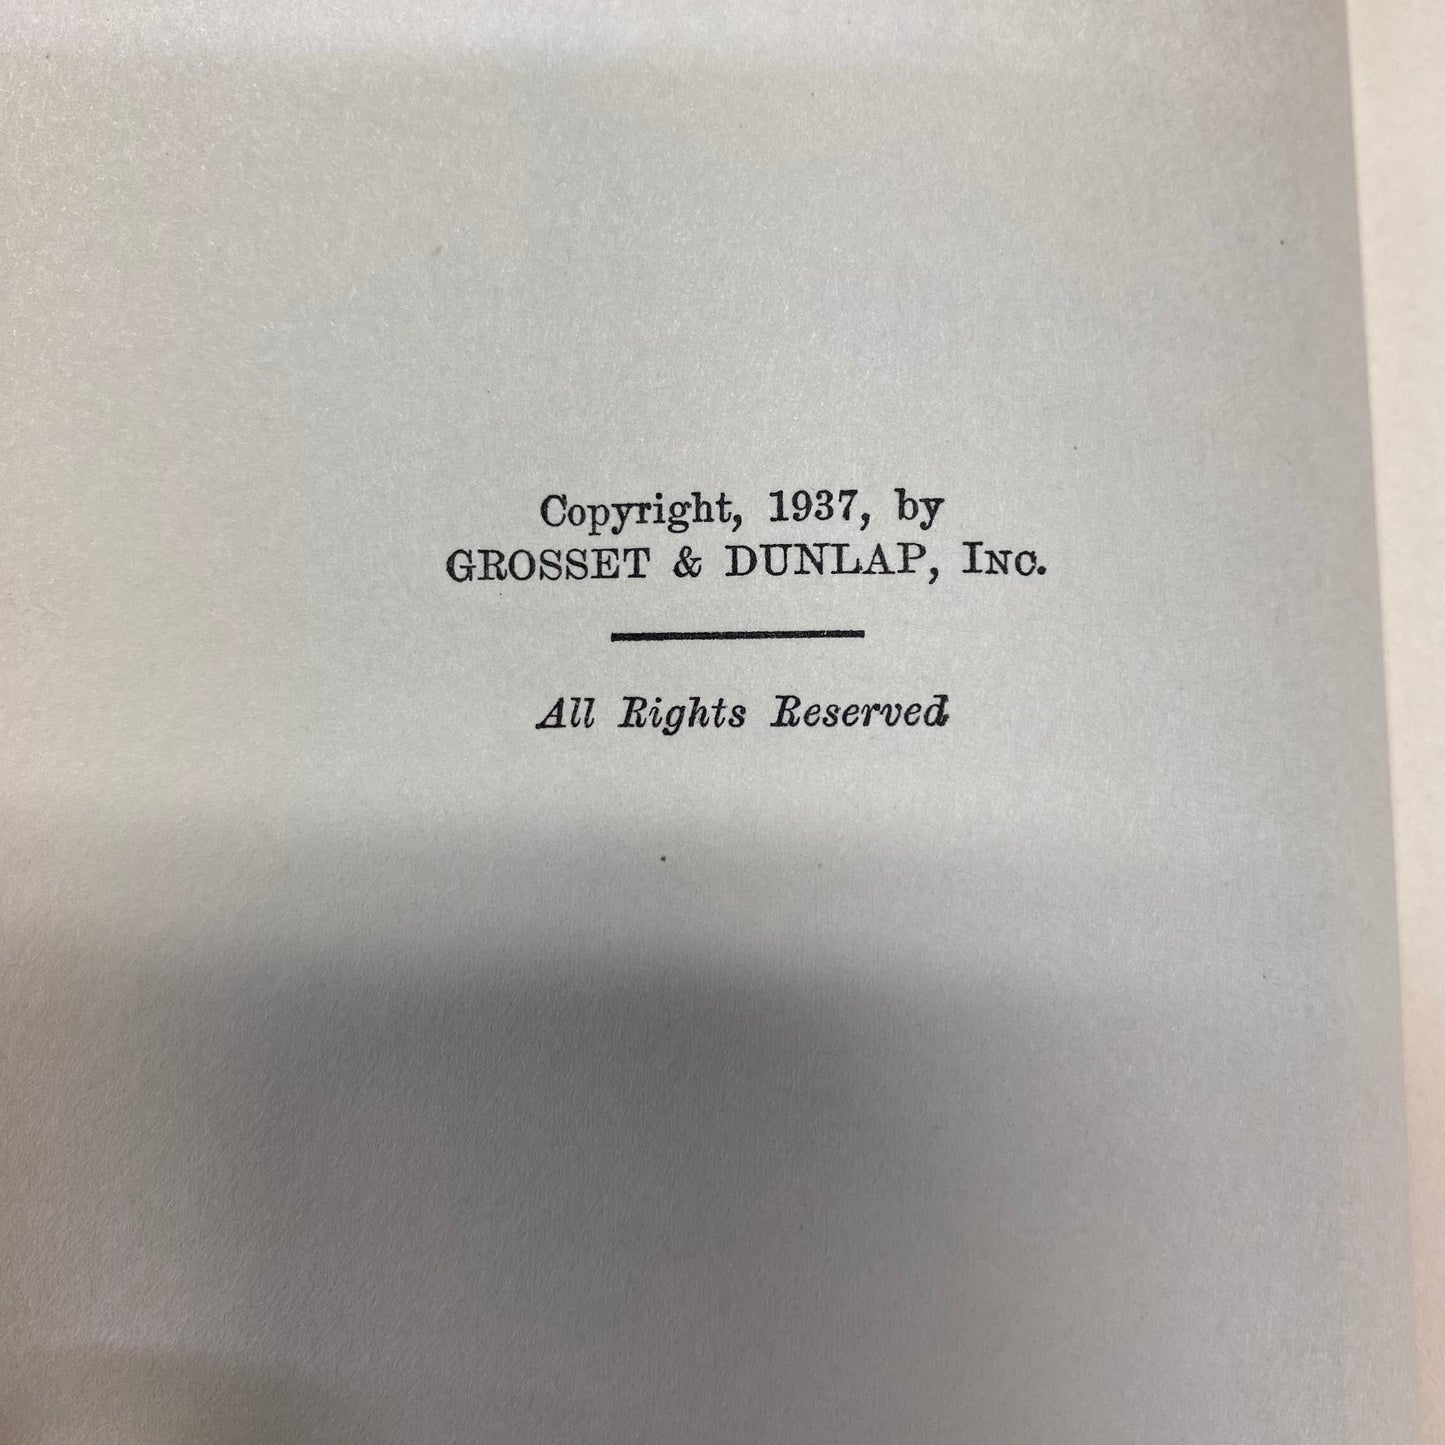 Copyright, 1937, by
GROSSET & DUNLAP, INC.
All Rights Reserved